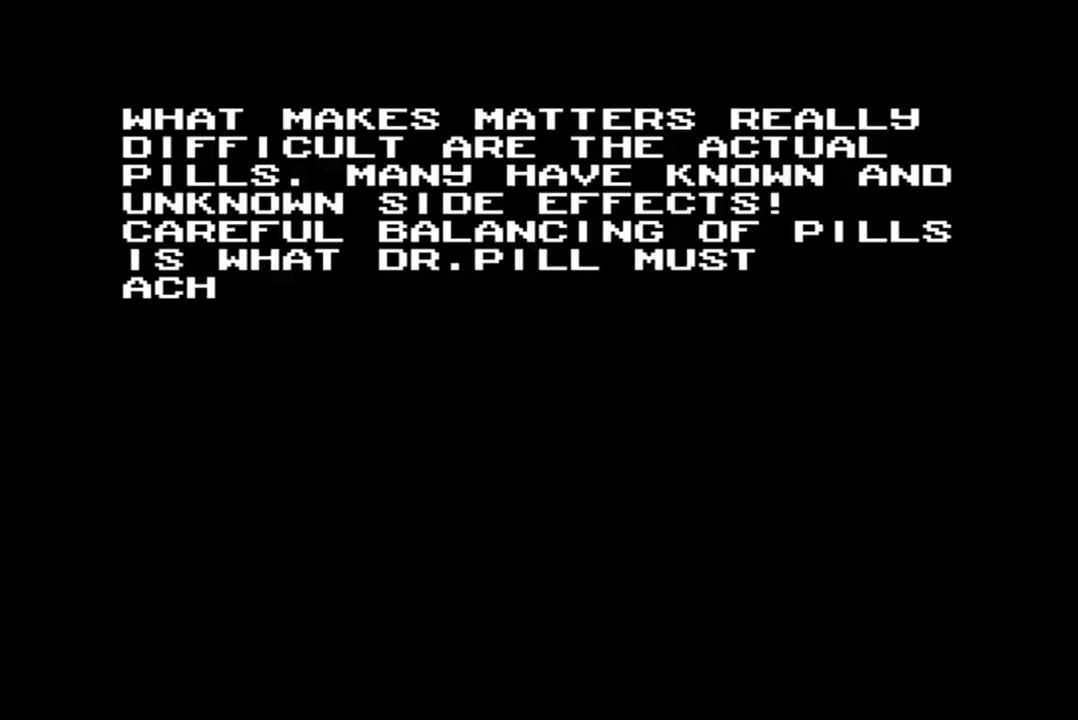 WHAT MAKES MATTERS REALLY
DIFFICULT ARE THE ACTUAL
PILLS. MANY HAVE KNOWN AND
UNKNOWN SIDE EFFECTS!
CAREFUL BALANCING OF PILLS
IS WHAT DR.PILL MUST
ACH